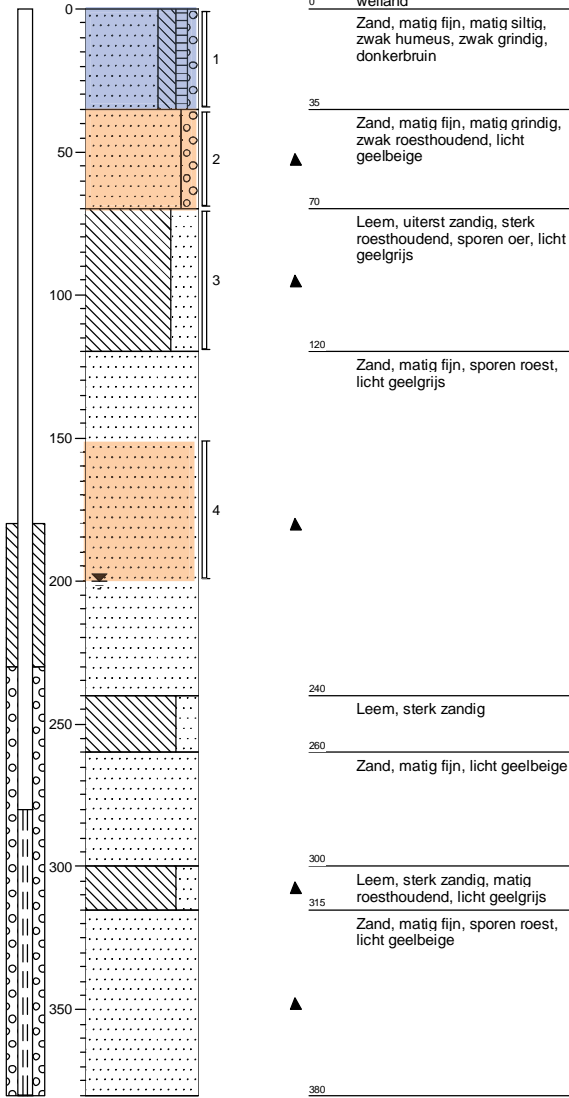 0
50
100
150
200
250
300
350
1
2
3
4
0
weiland
Zand, matig fijn, matig siltig,
zwak humeus, zwak grindig,
donkerbruin
35
Zand, matig fijn, matig grindig,
zwak roesthoudend, licht
geelbeige
70
Leem, uiterst zandig, sterk
roesthoudend, sporen oer, licht
geelgrijs
120
Zand, matig fijn, sporen roest,
licht geelgrijs
240
Leem, sterk zandig
260
Zand, matig fijn, licht geelbeige
300
Leem, sterk zandig, matig
roesthoudend, licht geelgrijs
315
Zand, matig fijn, sporen roest,
licht geelbeige
380